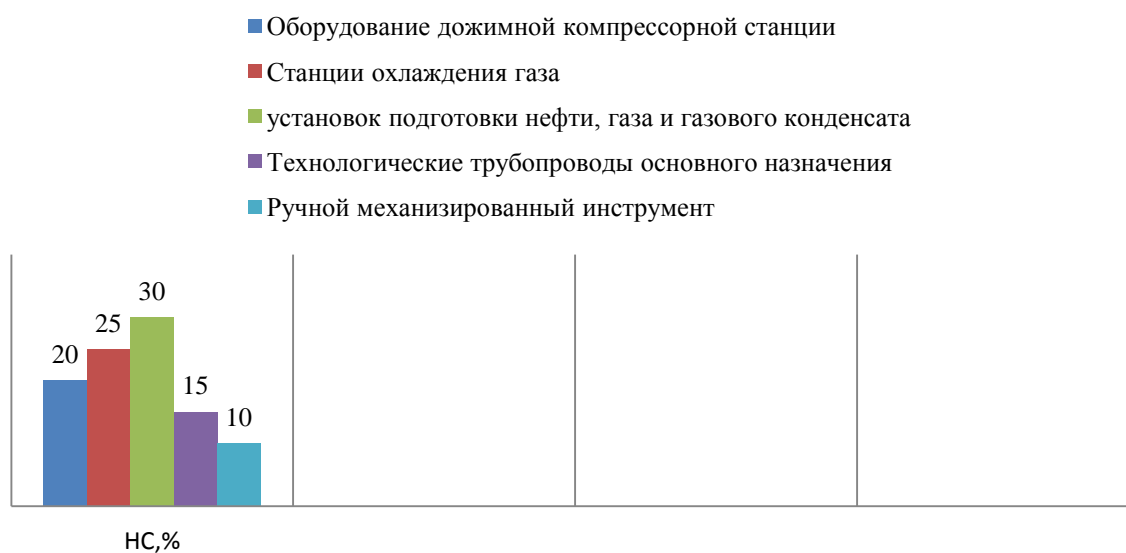 Оборудование дожимной компрессорной станции
Станции охлаждения газа
установок подготовки нефти, газа и газового конденсата
Технологические трубопроводы основного назначения
Ручной механизированный инструмент
30
25
20
15
10
НС,%